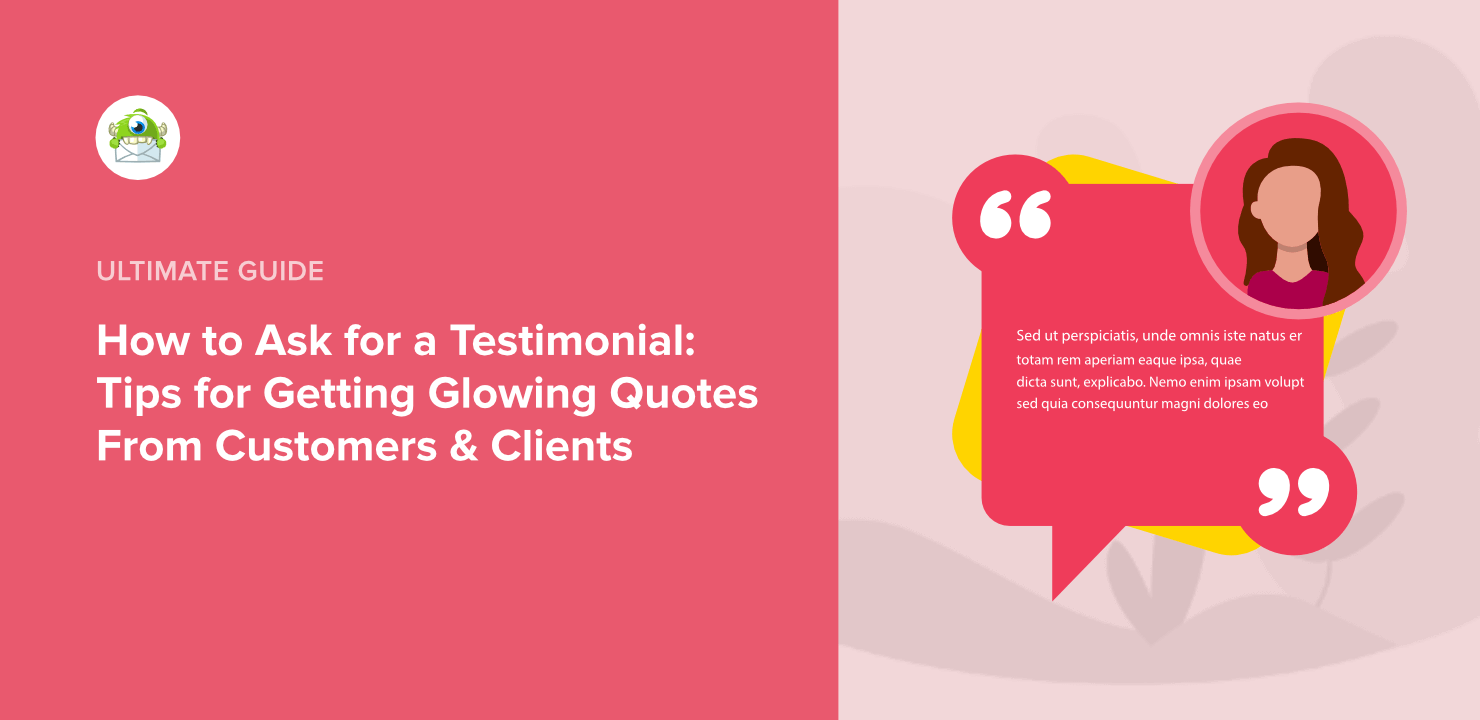 ULTIMATE GUIDE
How to Ask for a Testimonial:
Tips for Getting Glowing Quotes
From Customers & Clients
“
Sed ut perspiciatis, unde omnis iste natus er
totam rem aperiam eaque ipsa, quae
dicta sunt, explicabo. Nemo enim ipsam volupt
sed quia consequuntur magni dolores eo
”